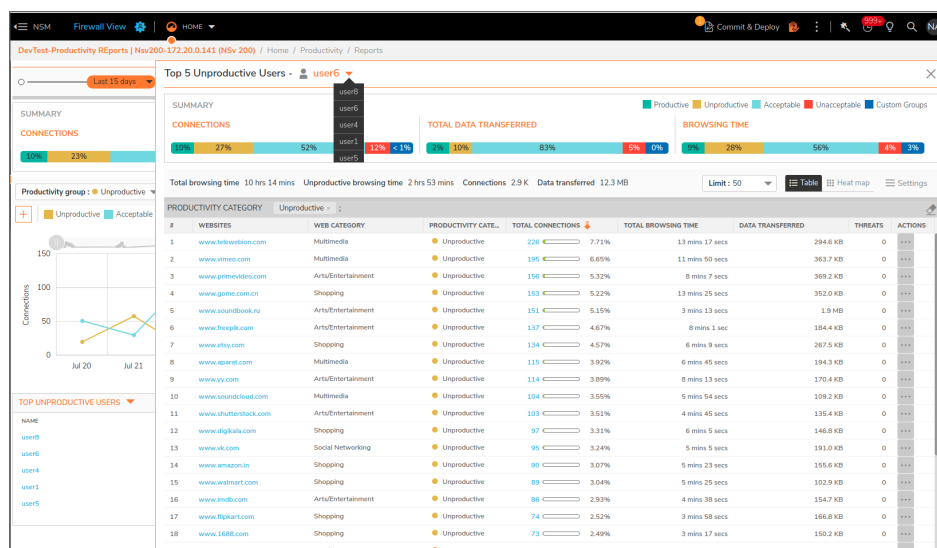 NSM Firewall View HOME Commit & Deploy 999+ NA
DevTest-Productivity REports | Nsv200-172.20.0.141 (NSv 200) / Home / Productivity / Reports
Last 15 days
SUMMARY
CONNECTIONS
10% 23%
Productivity group : Unproductive
Unproductive Acceptable
150
100
50
0
Connections
Jul 20 Jul 21
TOP UNPRODUCTIVE USERS
NAME
user8
user6
user4
user1
user5
Top 5 Unproductive Users - user6
user8
user6
user4
user1
user5
SUMMARY
Productive Unproductive Acceptable Unacceptable Custom Groups
CONNECTIONS TOTAL DATA TRANSFERRED BROWSING TIME
10% 27% 52% 12% < 1% 2% 10% 83% 5% 0% 9% 28% 56% 4% 3%
Total browsing time 10 hrs 14 mins Unproductive browsing time 2 hrs 53 mins Connections 2.9 K Data transferred 12.3 MB Limit : 50 Table Heat map Settings
PRODUCTIVITY CATEGORY Unproductive
# WEBSITES WEB CATEGORY PRODUCTIVITY CATE... TOTAL CONNECTIONS TOTAL BROWSING TIME DATA TRANSFERRED THREATS ACTIONS
1 www.telewebion.com Multimedia Unproductive 226 7.71% 13 mins 17 secs 294.6 KB 0
2 www.vimeo.com Multimedia Unproductive 195 6.65% 11 mins 50 secs 363.7 KB 0
3 www.primevideo.com Arts/Entertainment Unproductive 156 5.32% 8 mins 7 secs 369.2 KB 0
4 www.gome.com.cn Shopping Unproductive 153 5.22% 13 mins 25 secs 352.0 KB 0
5 www.soundbook.ru Arts/Entertainment Unproductive 151 5.15% 3 mins 13 secs 1.9 MB 0
6 www.freepik.com Arts/Entertainment Unproductive 137 4.67% 8 mins 1 sec 184.4 KB 0
7 www.etsy.com Shopping Unproductive 134 4.57% 6 mins 9 secs 267.5 KB 0
8 www.aparat.com Multimedia Unproductive 115 3.92% 6 mins 45 secs 194.3 KB 0
9 www.yy.com Arts/Entertainment Unproductive 114 3.89% 8 mins 13 secs 170.4 KB 0
10 www.soundcloud.com Multimedia Unproductive 104 3.55% 5 mins 54 secs 109.2 KB 0
11 www.shutterstock.com Arts/Entertainment Unproductive 103 3.51% 4 mins 45 secs 135.4 KB 0
12 www.digikala.com Shopping Unproductive 97 3.31% 6 mins 5 secs 146.8 KB 0
13 www.vk.com Social Networking Unproductive 95 3.24% 5 mins 5 secs 191.0 KB 0
14 www.amazon.in Shopping Unproductive 90 3.07% 5 mins 23 secs 155.6 KB 0
15 www.walmart.com Shopping Unproductive 89 3.04% 5 mins 25 secs 102.9 KB 0
16 www.imdb.com Arts/Entertainment Unproductive 86 2.93% 4 mins 38 secs 154.7 KB 0
17 www.flipkart.com Shopping Unproductive 74 2.52% 3 mins 58 secs 166.8 KB 0
18 www.1688.com Shopping Unproductive 73 2.49% 3 mins 17 secs 150.2 KB 0